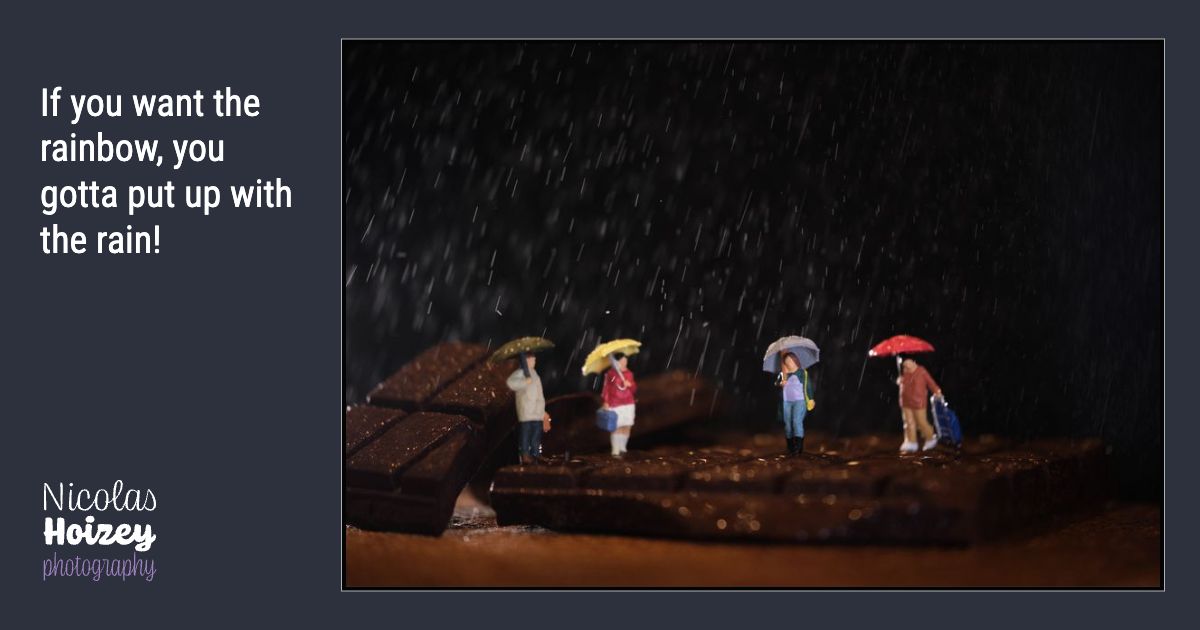 If you want the
rainbow, you
gotta put up with
the rain!
Nicolas
Hoizey
photography